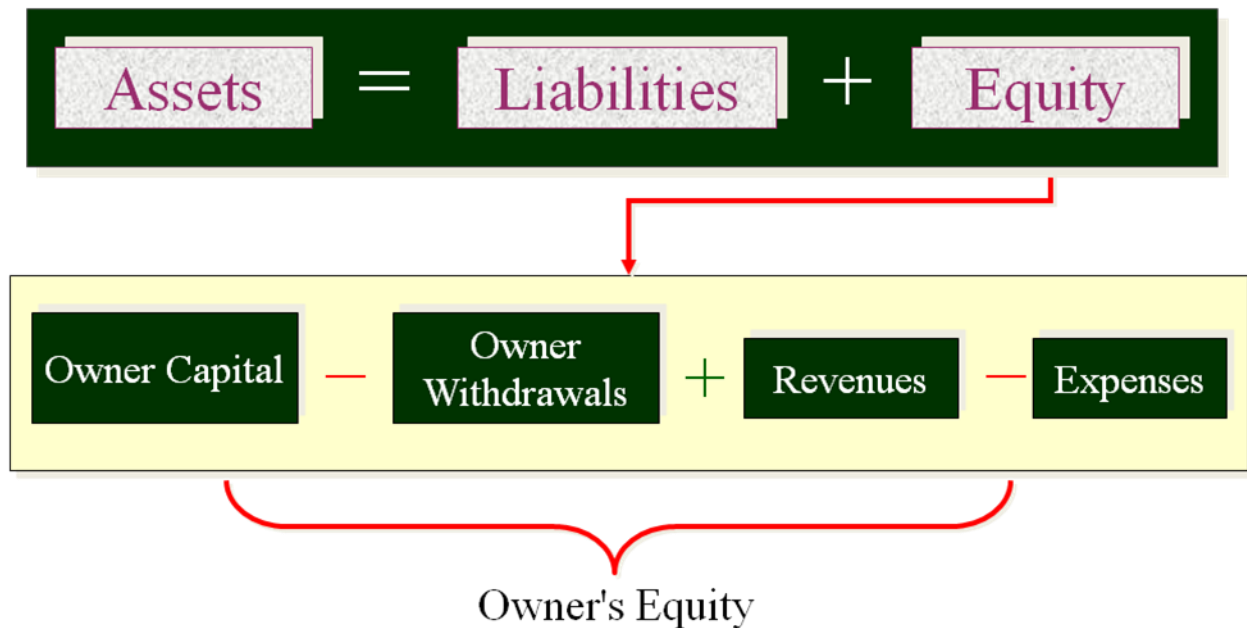 Assets = Liabilities + Equity
Owner Capital − Owner Withdrawals + Revenues − Expenses
Owner's Equity